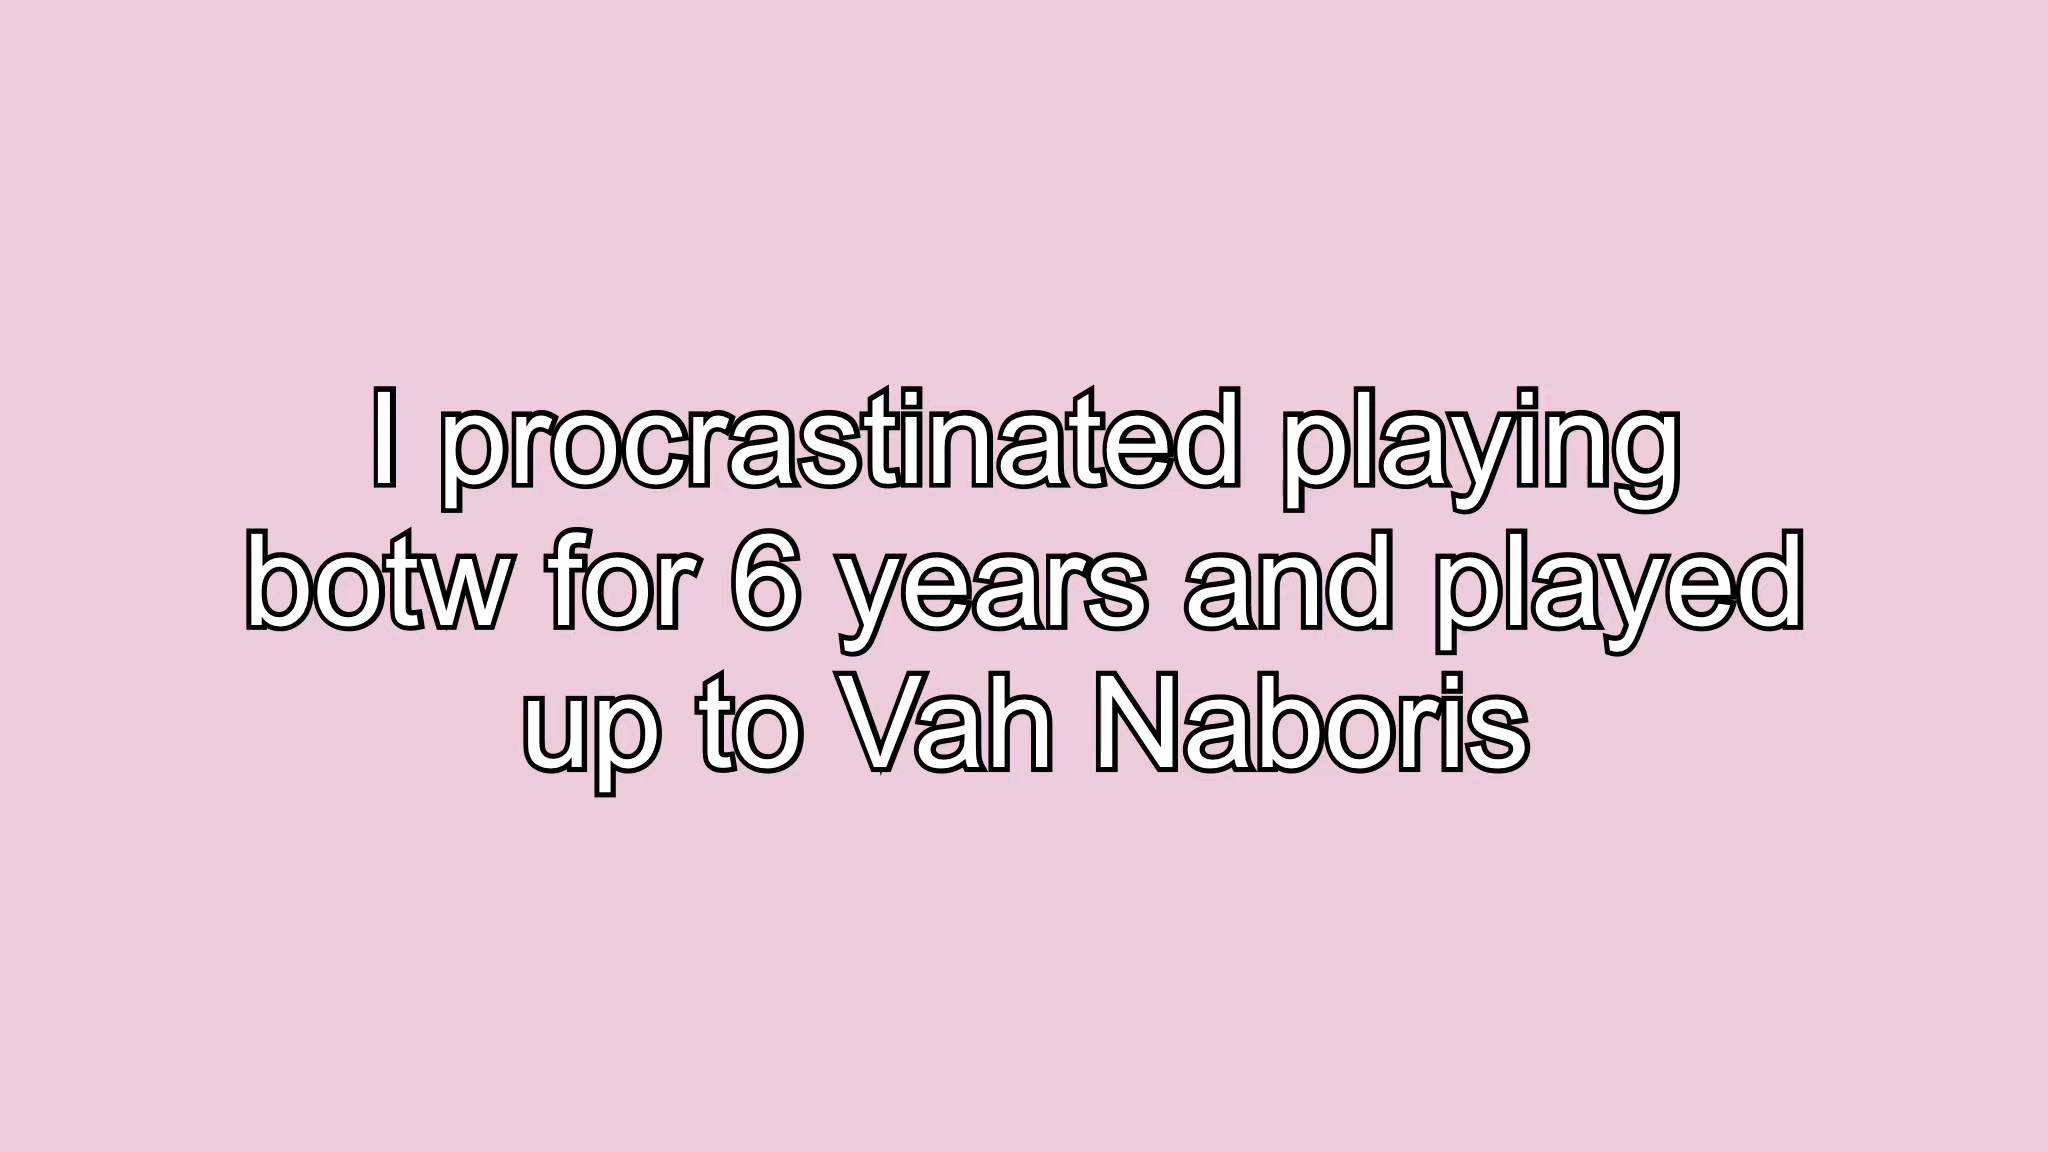 I procrastinated playing
botw for 6 years and played
up to Vah Naboris